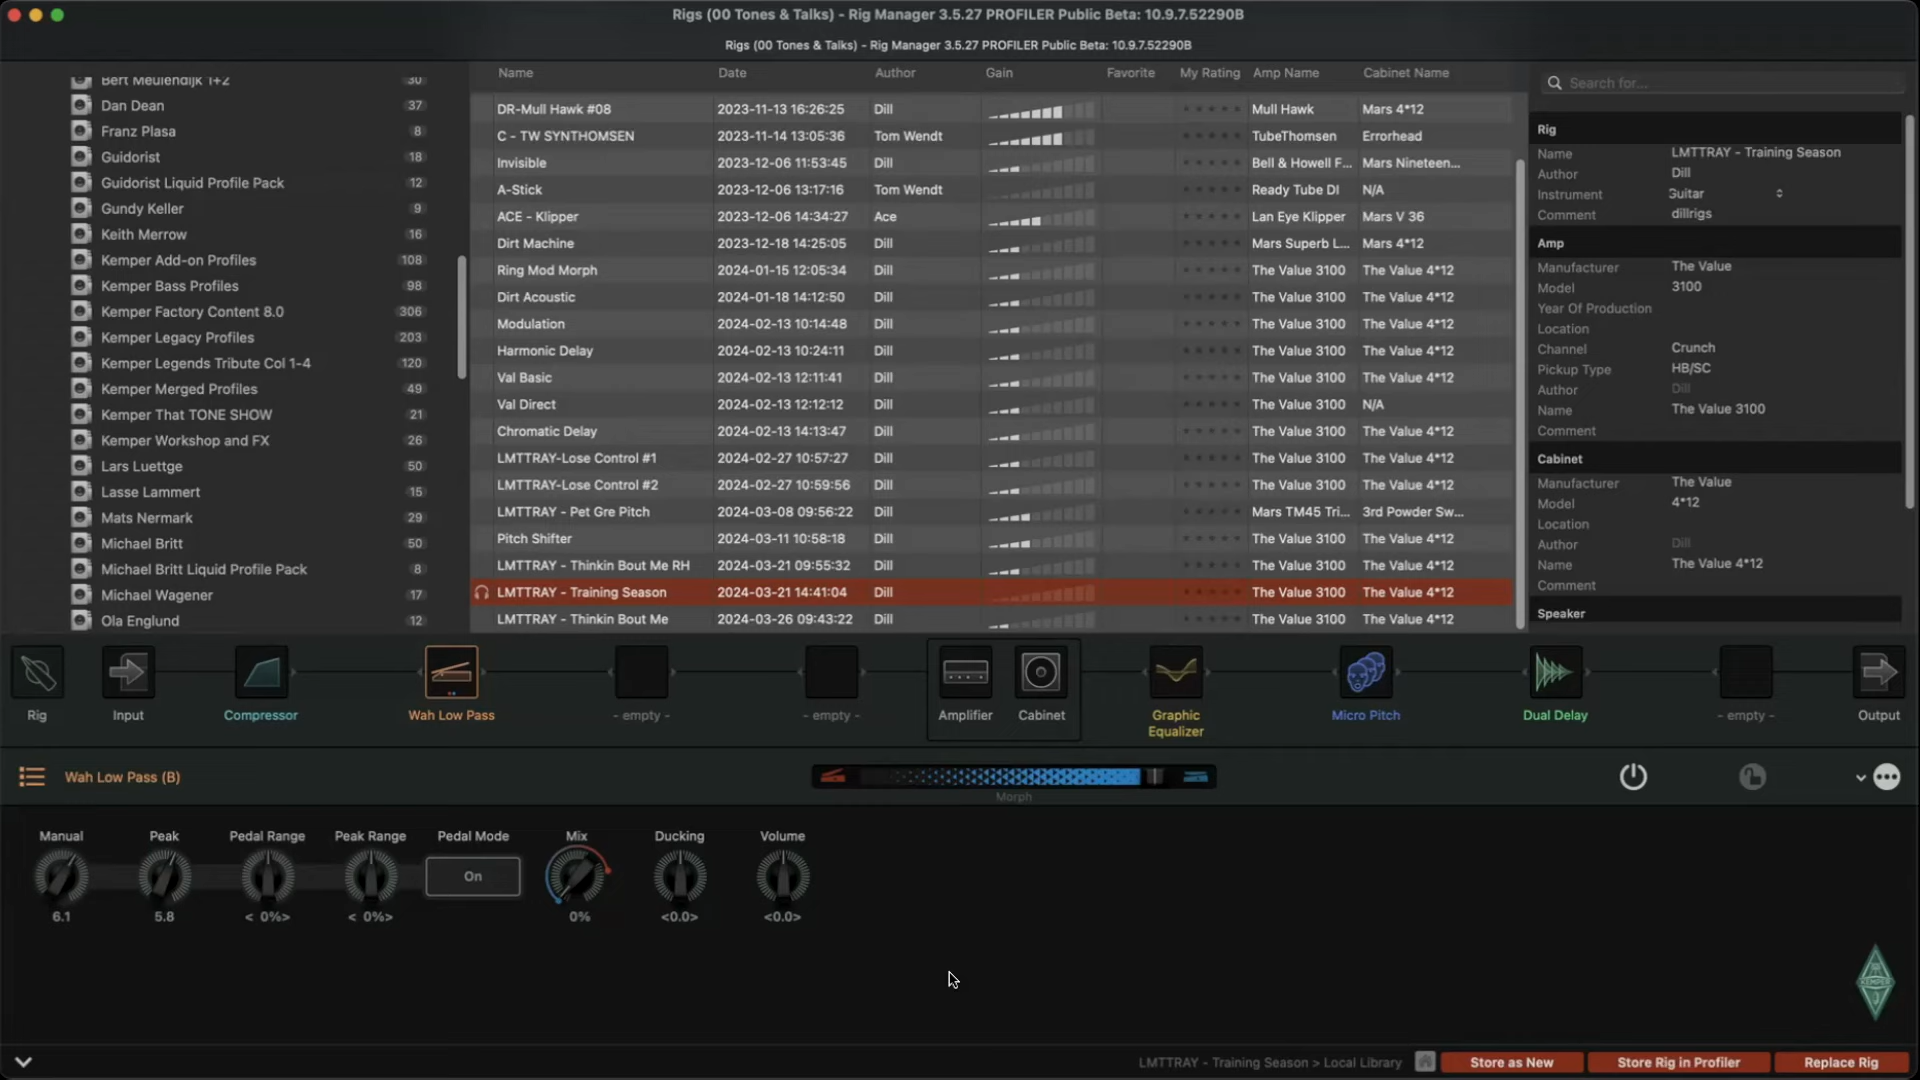 Rigs (00 Tones & Talks) - Rig Manager 3.5.27 PROFILER Public Beta: 10.9.7.52290B
Rigs (00 Tones & Talks) - Rig Manager 3.5.27 PROFILER Public Beta: 10.9.7.52290B
Bert Meulendijk 1+2 30
Dan Dean 37
Franz Plasa 8
Guidorist 18
Guidorist Liquid Profile Pack 12
Gundy Keller 9
Keith Merrow 16
Kemper Add-on Profiles 108
Kemper Bass Profiles 98
Kemper Factory Content 8.0 306
Kemper Legacy Profiles 203
Kemper Legends Tribute Col 1-4 120
Kemper Merged Profiles 49
Kemper That TONE SHOW 21
Kemper Workshop and FX 26
Lars Luettge 50
Lasse Lammert 15
Mats Nermark 29
Michael Britt 50
Michael Britt Liquid Profile Pack 8
Michael Wagener 17
Ola Englund 12
Name Date Author Gain Favorite My Rating Amp Name Cabinet Name
DR-Mull Hawk #08 2023-11-13 16:26:25 Dill Mull Hawk Mars 4*12
C - TW SYNTHOMSEN 2023-11-14 13:05:36 Tom Wendt TubeThomsen Errorhead
Invisible 2023-12-06 11:53:45 Dill Bell & Howell F... Mars Nineteen...
A-Stick 2023-12-06 13:17:16 Tom Wendt Ready Tube DI N/A
ACE - Klipper 2023-12-06 14:34:27 Ace Lan Eye Klipper Mars V 36
Dirt Machine 2023-12-18 14:25:05 Dill Mars Superb L... Mars 4*12
Ring Mod Morph 2024-01-15 12:05:34 Dill The Value 3100 The Value 4*12
Dirt Acoustic 2024-01-18 14:12:50 Dill The Value 3100 The Value 4*12
Modulation 2024-02-13 10:14:48 Dill The Value 3100 The Value 4*12
Harmonic Delay 2024-02-13 10:24:11 Dill The Value 3100 The Value 4*12
Val Basic 2024-02-13 12:11:41 Dill The Value 3100 The Value 4*12
Val Direct 2024-02-13 12:12:12 Dill The Value 3100 N/A
Chromatic Delay 2024-02-13 14:13:47 Dill The Value 3100 The Value 4*12
LMTTRAY-Lose Control #1 2024-02-27 10:57:27 Dill The Value 3100 The Value 4*12
LMTTRAY-Lose Control #2 2024-02-27 10:59:56 Dill The Value 3100 The Value 4*12
LMTTRAY - Pet Gre Pitch 2024-03-08 09:56:22 Dill Mars TM45 Tri... 3rd Powder Sw...
Pitch Shifter 2024-03-11 10:58:18 Dill The Value 3100 The Value 4*12
LMTTRAY - Thinkin Bout Me RH 2024-03-21 09:55:32 Dill The Value 3100 The Value 4*12
LMTTRAY - Training Season 2024-03-21 14:41:04 Dill The Value 3100 The Value 4*12
LMTTRAY - Thinkin Bout Me 2024-03-26 09:43:22 Dill The Value 3100 The Value 4*12
Search for...
Rig
Name LMTTRAY - Training Season
Author Dill
Instrument Guitar
Comment dillrigs
Amp
Manufacturer The Value
Model 3100
Year Of Production
Location
Channel Crunch
Pickup Type HB/SC
Author Dill
Name The Value 3100
Comment
Cabinet
Manufacturer The Value
Model 4*12
Location
Author Dill
Name The Value 4*12
Comment
Speaker
Rig Input Compressor Wah Low Pass - empty - - empty - Amplifier Cabinet Graphic Equalizer Micro Pitch Dual Delay - empty - Output
Wah Low Pass (B)
Morph
Manual Peak Pedal Range Peak Range Pedal Mode Mix Ducking Volume
On
6.1 5.8 < 0%> < 0%> 0% <0.0> <0.0>
KEMPER
LMTTRAY - Training Season > Local Library Store as New Store Rig in Profiler Replace Rig